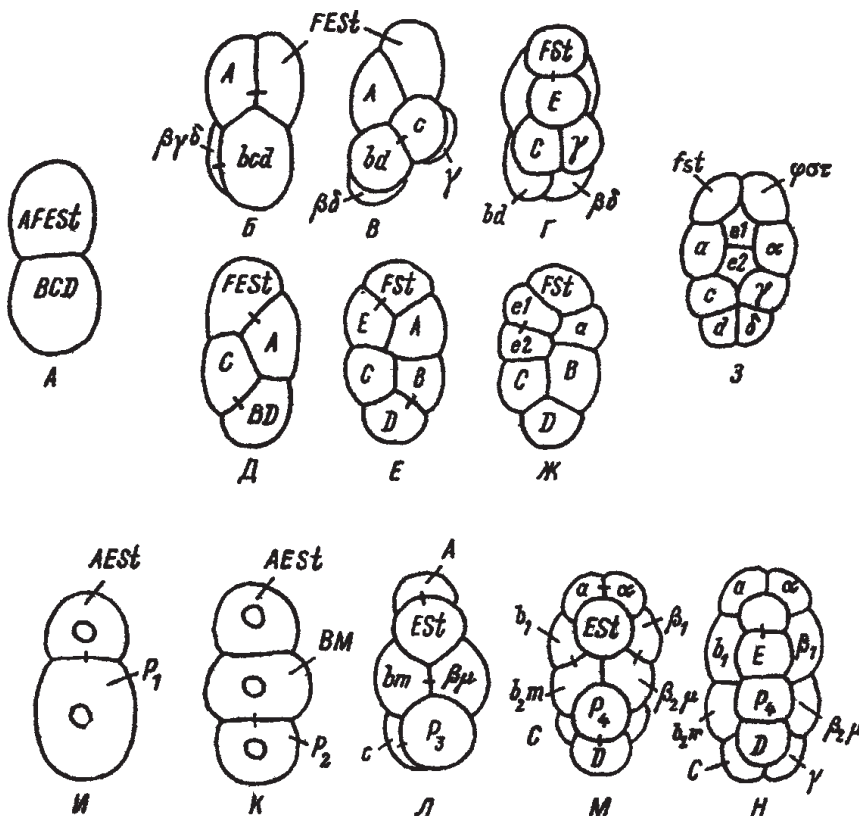 FESt
A
βγδ
bcd
Б
A
c
bd
γ
βδ
В
FSt
E
C
γ
bd
βδ
Г
AFESt
BCD
А
fst
φστ
a
e1
α
e2
c
γ
d
δ
З
FESt
A
C
BD
Д
FSt
E
A
C
B
D
Е
FSt
e1
a
e2
C
B
D
Ж
AESt
P1
И
AESt
BM
P2
К
A
ESt
bm
βμ
c
P3
Л
a
α
b1
ESt
β1
b2m
β2μ
C
P4
D
М
a
α
b1
E
β1
P4
b2m
β2μ
D
C
γ
Н